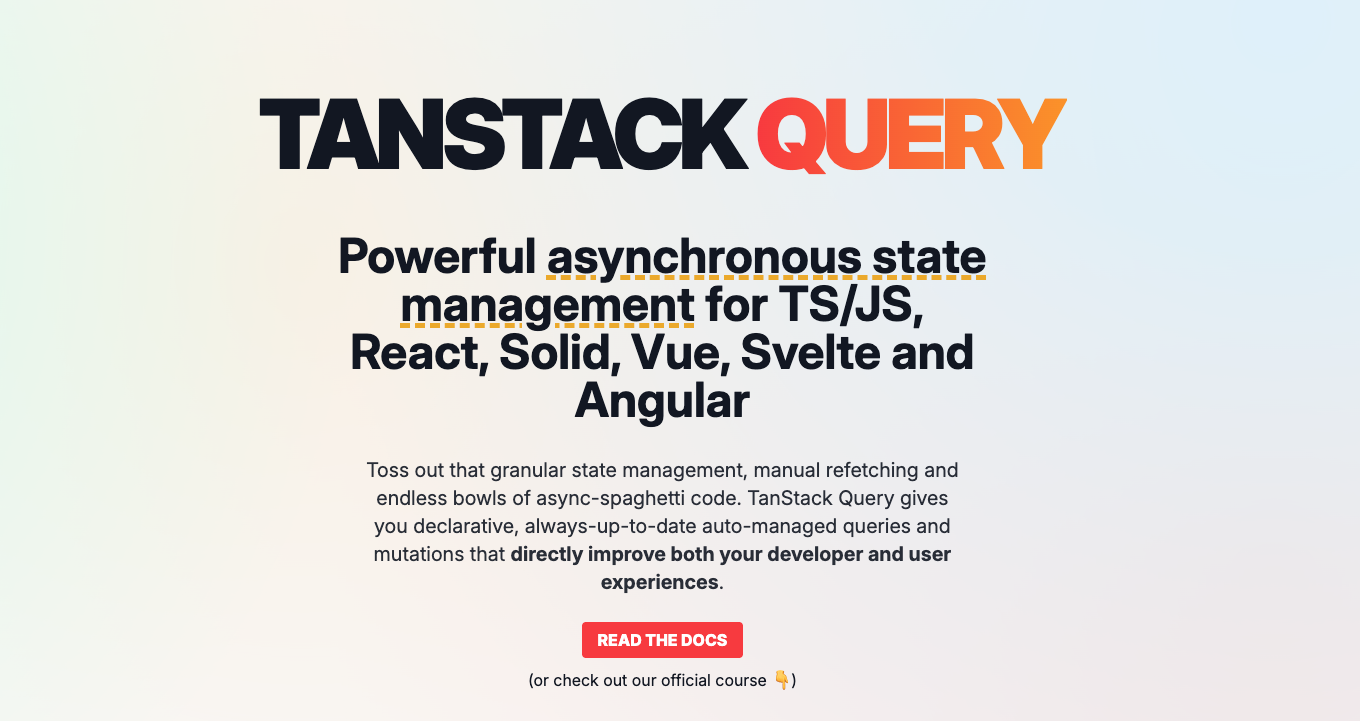 TANSTACK QUERY
Powerful asynchronous state
management for TS/JS,
React, Solid, Vue, Svelte and
Angular
Toss out that granular state management, manual refetching and
endless bowls of async-spaghetti code. TanStack Query gives
you declarative, always-up-to-date auto-managed queries and
mutations that directly improve both your developer and user
experiences.
READ THE DOCS
(or check out our official course 👇)